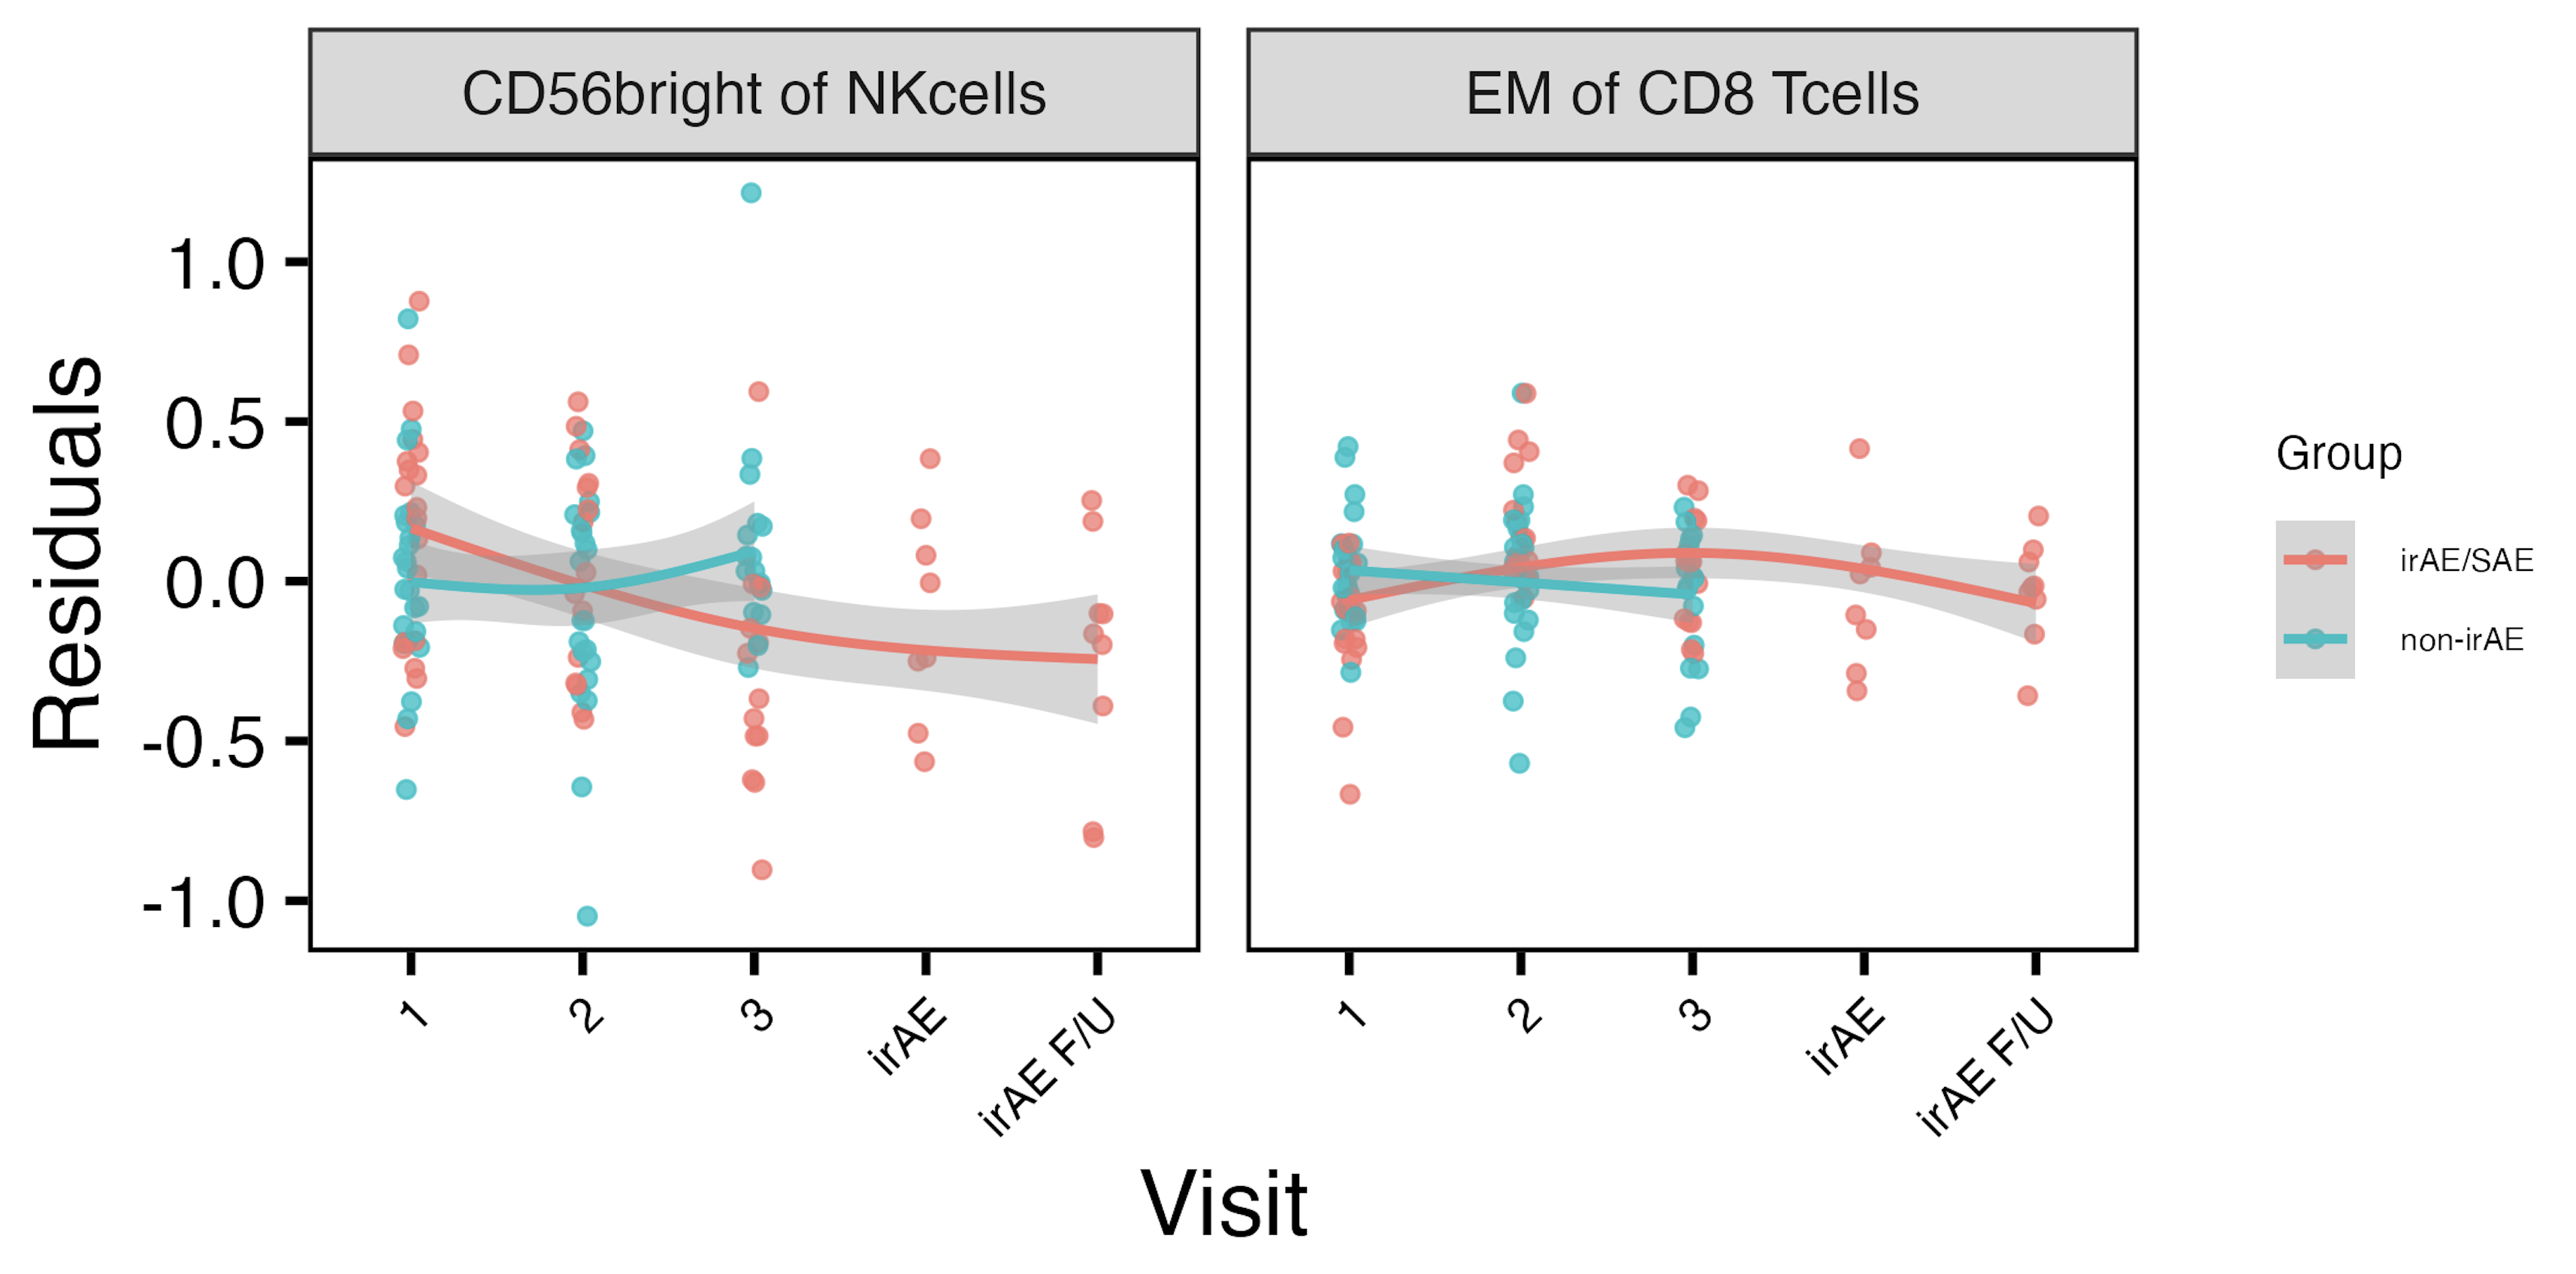 CD56bright of NKcells
EM of CD8 Tcells
Residuals
1.0
0.5
0.0
-0.5
-1.0
1
2
3
irAE
irAE F/U
1
2
3
irAE
irAE F/U
Visit
Group
irAE/SAE
non-irAE